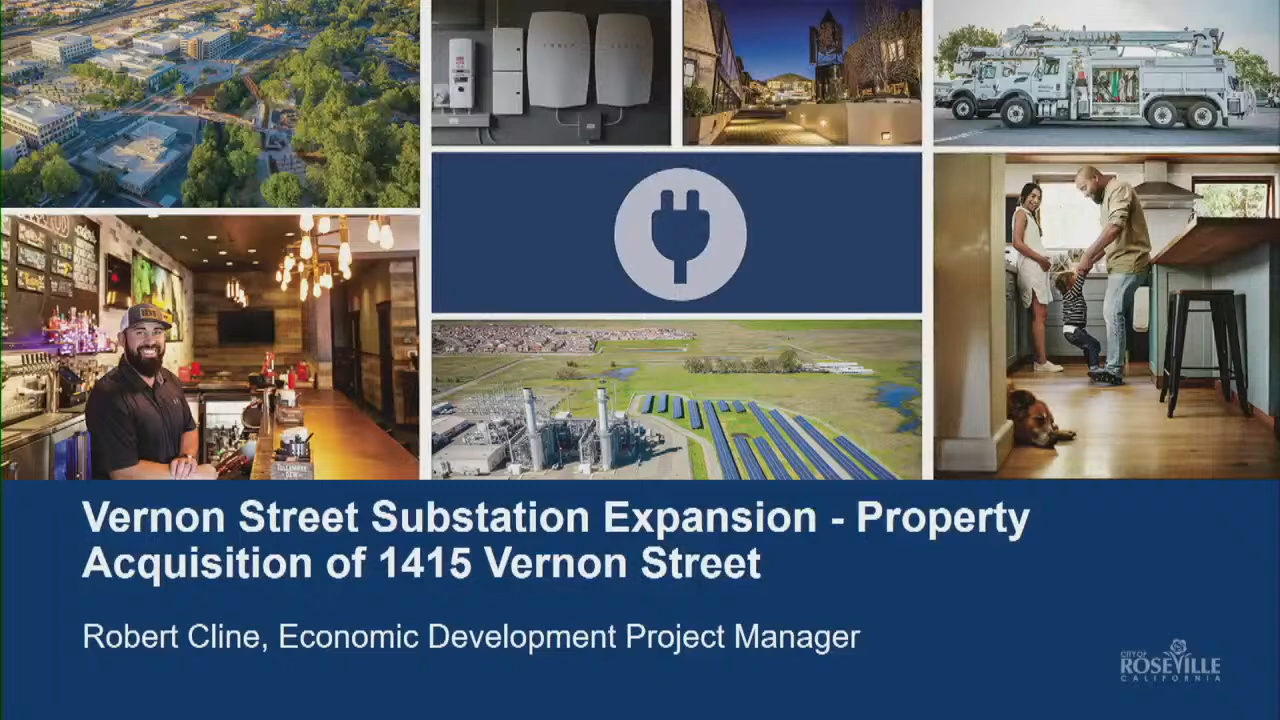 Vernon Street Substation Expansion - Property
Acquisition of 1415 Vernon Street
Robert Cline, Economic Development Project Manager
CITY OF
ROSEVILLE
CALIFORNIA